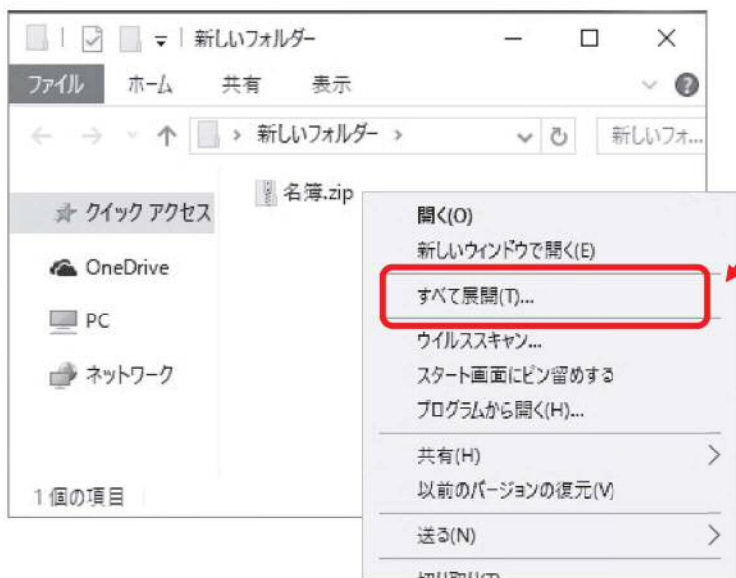 新しいフォルダー
ファイル ホーム 共有 表示
新しいフォルダー
新しいフォ...
クイック アクセス
OneDrive
PC
ネットワーク
1 個の項目
名簿.zip
開く(O)
新しいウィンドウで開く(E)
すべて展開(T)...
ウイルススキャン...
スタート画面にピン留めする
プログラムから開く(H)...
共有(H)
以前のバージョンの復元(V)
送る(N)